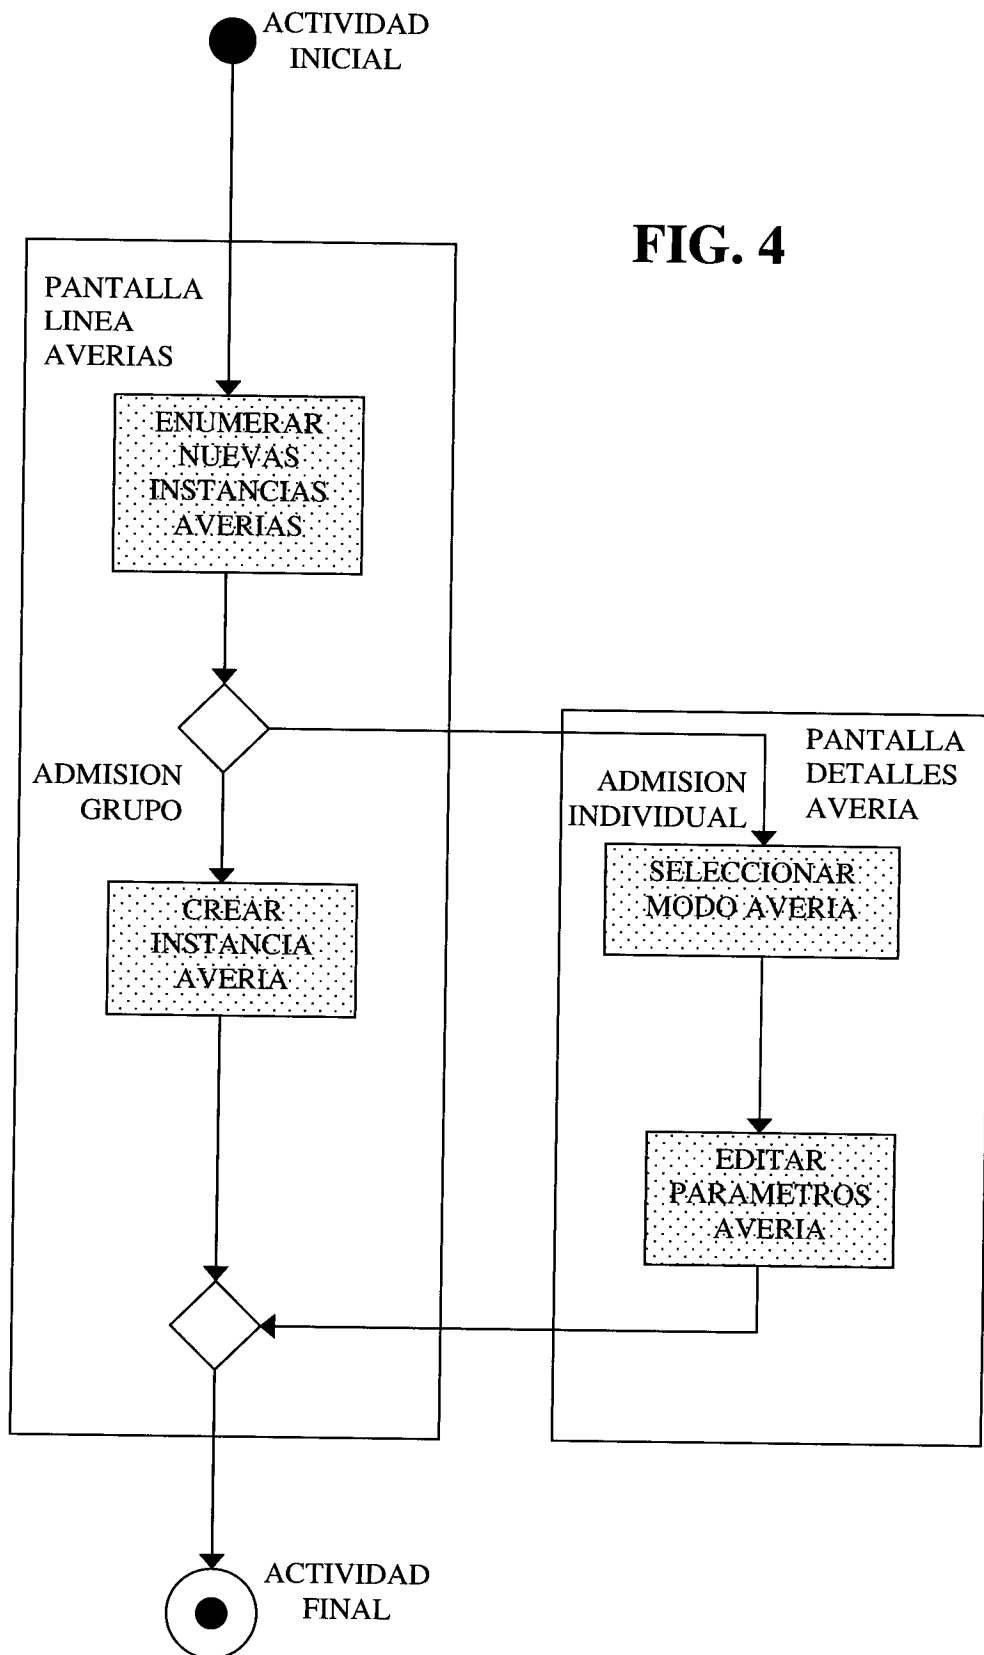 ACTIVIDAD
INICIAL
FIG. 4
PANTALLA
LINEA
AVERIAS
ENUMERAR
NUEVAS
INSTANCIAS
AVERIAS
ADMISION
GRUPO
ADMISION
INDIVIDUAL
PANTALLA
DETALLES
AVERIA
SELECCIONAR
MODO AVERIA
CREAR
INSTANCIA
AVERIA
EDITAR
PARAMETROS
AVERIA
ACTIVIDAD
FINAL